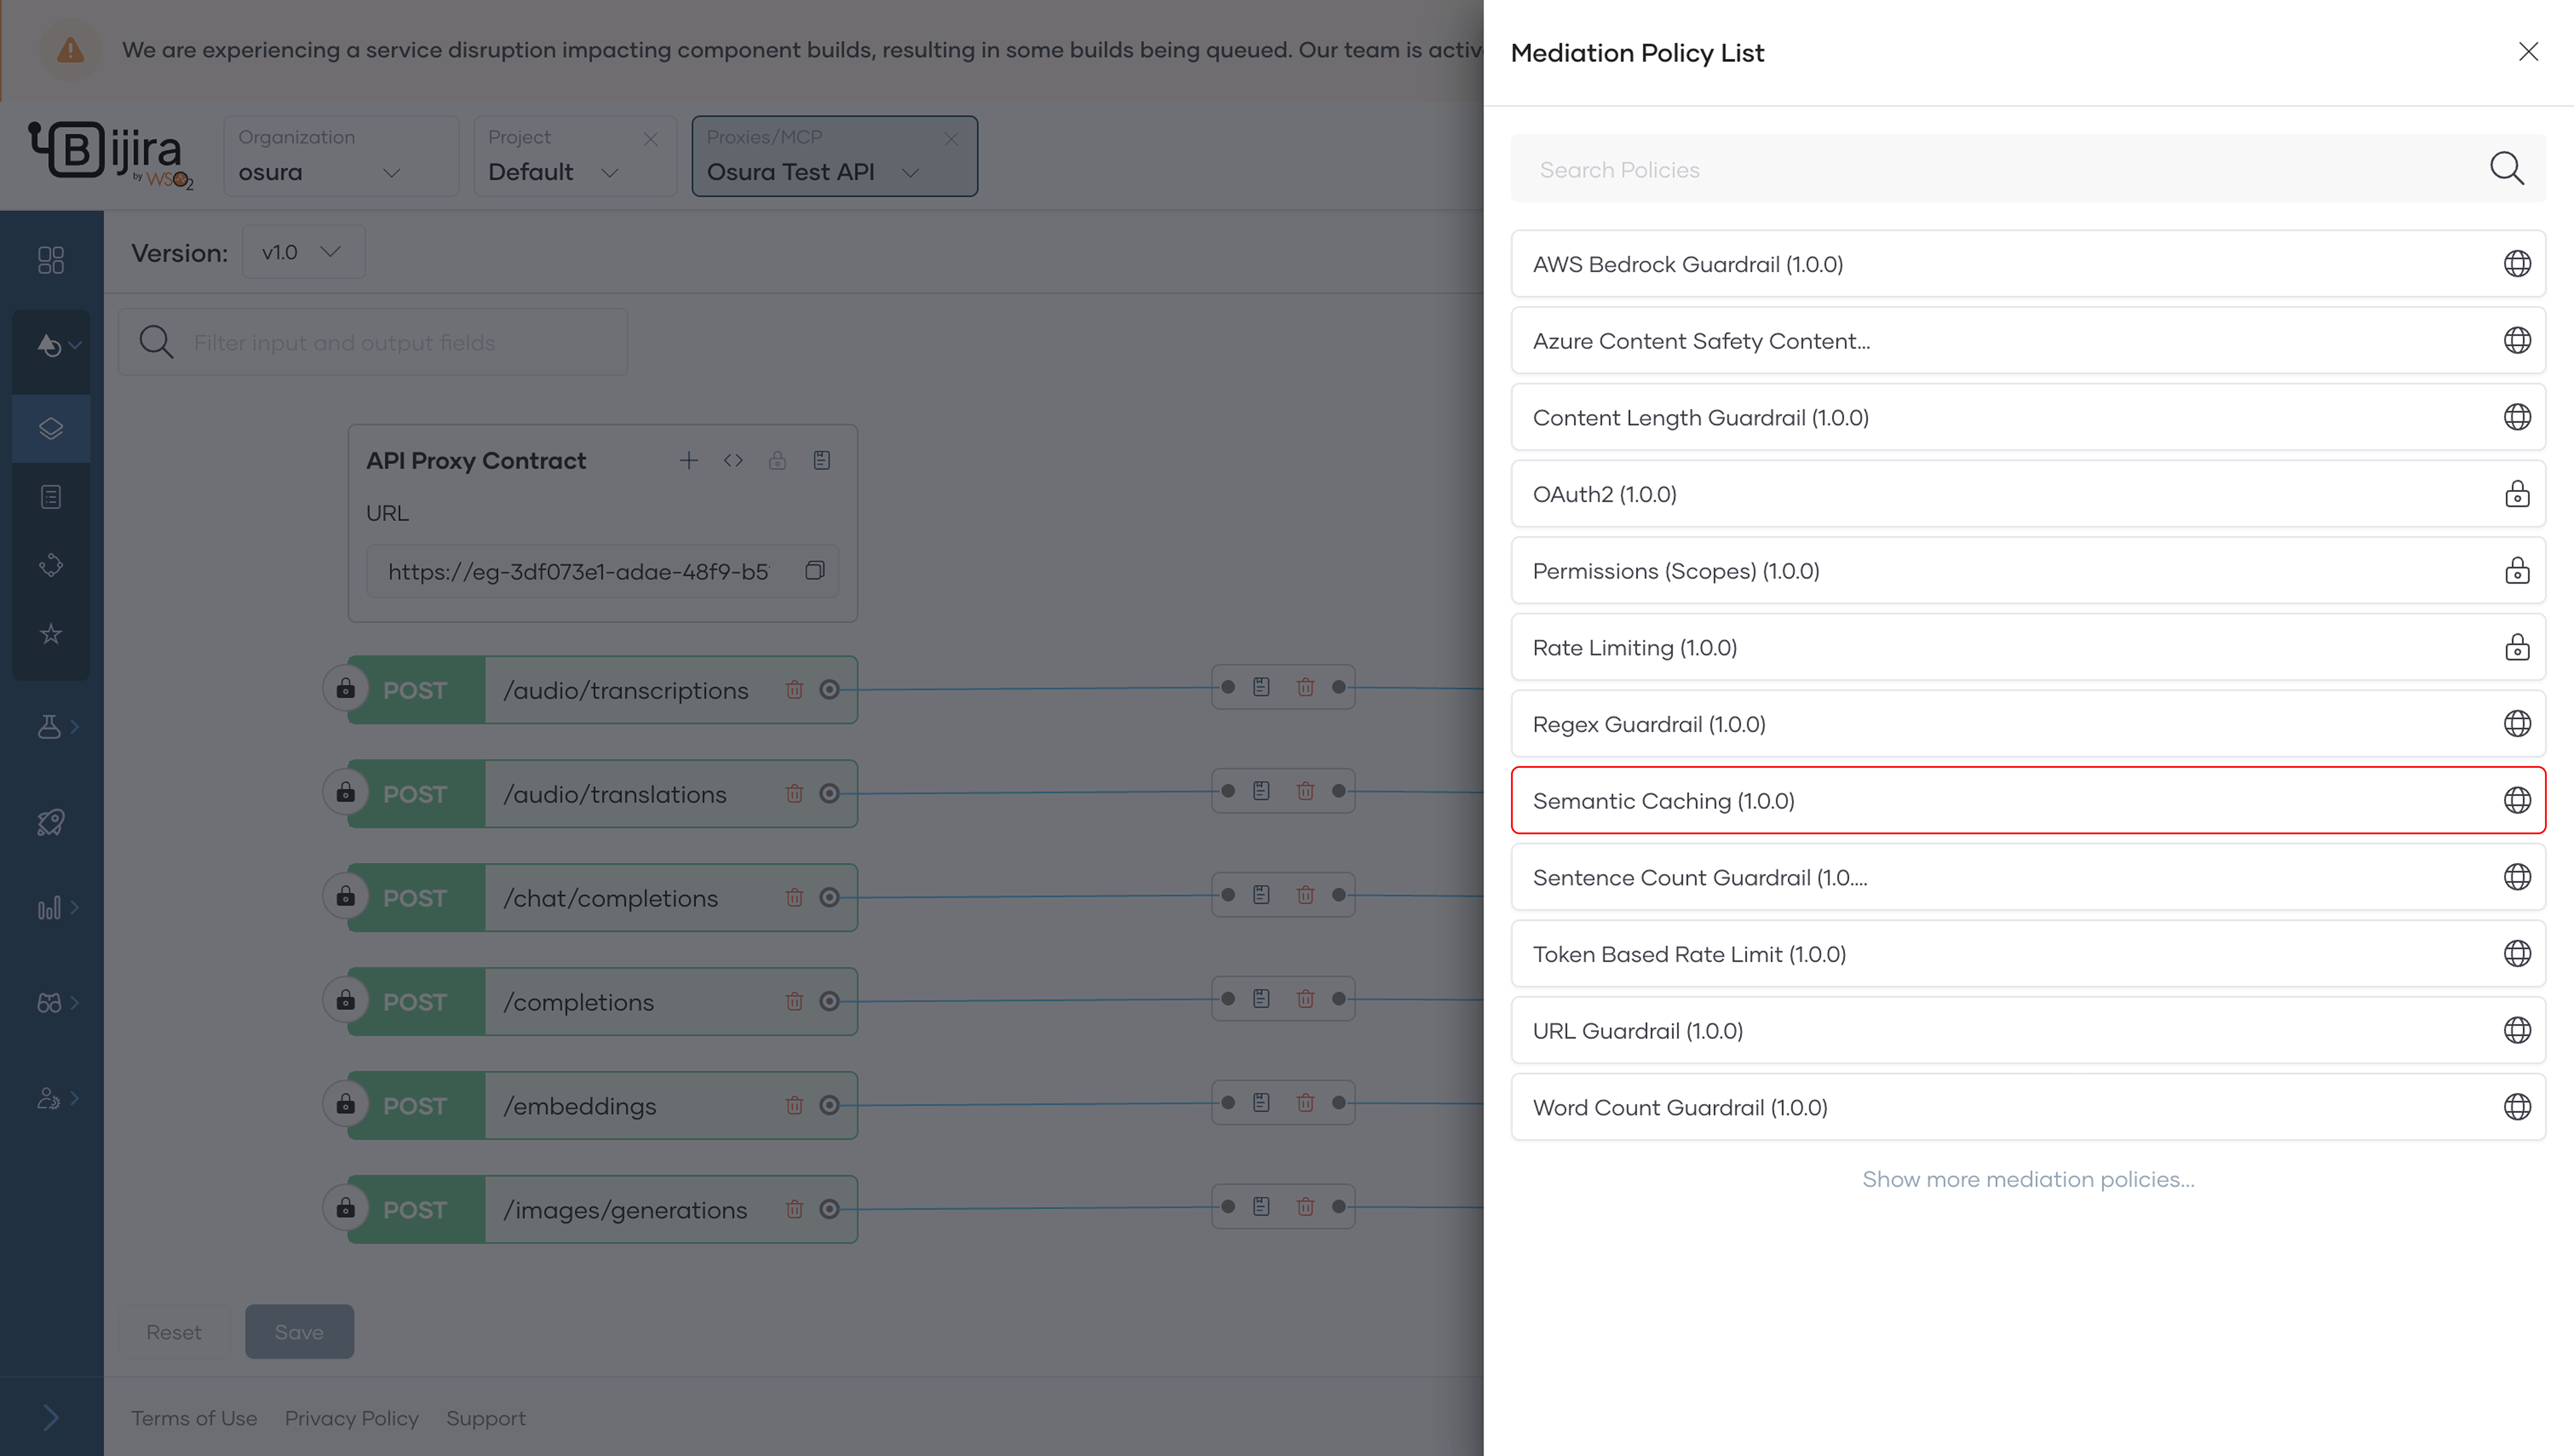 We are experiencing a service disruption impacting component builds, resulting in some builds being queued. Our team is activ
Bijira
by WSO2
Organization
osura
Project
Default
Proxies/MCP
Osura Test API
Version:
v1.0
Filter input and output fields
API Proxy Contract
URL
https://eg-3df073e1-adae-48f9-b5
POST /audio/transcriptions
POST /audio/translations
POST /chat/completions
POST /completions
POST /embeddings
POST /images/generations
Reset
Save
Terms of Use Privacy Policy Support
Mediation Policy List
Search Policies
AWS Bedrock Guardrail (1.0.0)
Azure Content Safety Content...
Content Length Guardrail (1.0.0)
OAuth2 (1.0.0)
Permissions (Scopes) (1.0.0)
Rate Limiting (1.0.0)
Regex Guardrail (1.0.0)
Semantic Caching (1.0.0)
Sentence Count Guardrail (1.0....
Token Based Rate Limit (1.0.0)
URL Guardrail (1.0.0)
Word Count Guardrail (1.0.0)
Show more mediation policies...